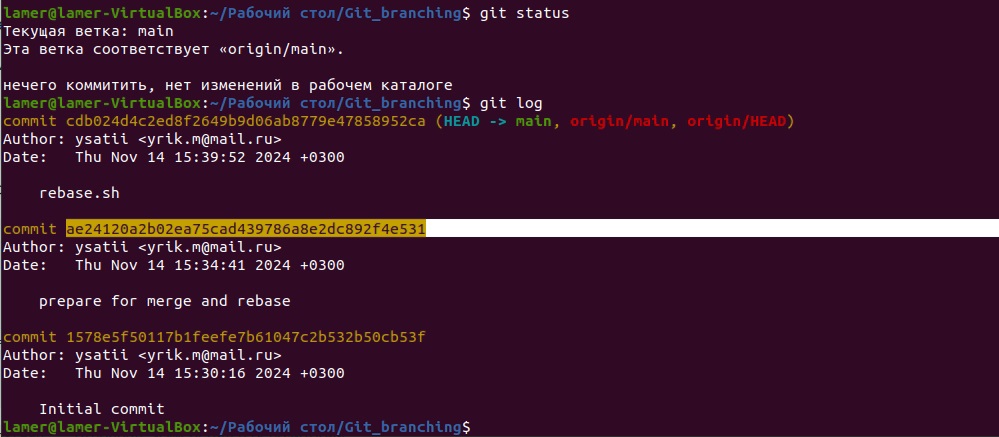 lamer@lamer-VirtualBox:~/Рабочий стол/Git_branching$ git status
Текущая ветка: main
Эта ветка соответствует «origin/main».
нечего коммитить, нет изменений в рабочем каталоге
lamer@lamer-VirtualBox:~/Рабочий стол/Git_branching$ git log
commit cdb024d4c2ed8f2649b9d06ab8779e47858952ca (HEAD -> main, origin/main, origin/HEAD)
Author: ysatii <yrik.m@mail.ru>
Date:   Thu Nov 14 15:39:52 2024 +0300
    rebase.sh
commit ae24120a2b02ea75cad439786a8e2dc892f4e531
Author: ysatii <yrik.m@mail.ru>
Date:   Thu Nov 14 15:34:41 2024 +0300
    prepare for merge and rebase
commit 1578e5f50117b1feefe7b61047c2b532b50cb53f
Author: ysatii <yrik.m@mail.ru>
Date:   Thu Nov 14 15:30:16 2024 +0300
    Initial commit
lamer@lamer-VirtualBox:~/Рабочий стол/Git_branching$